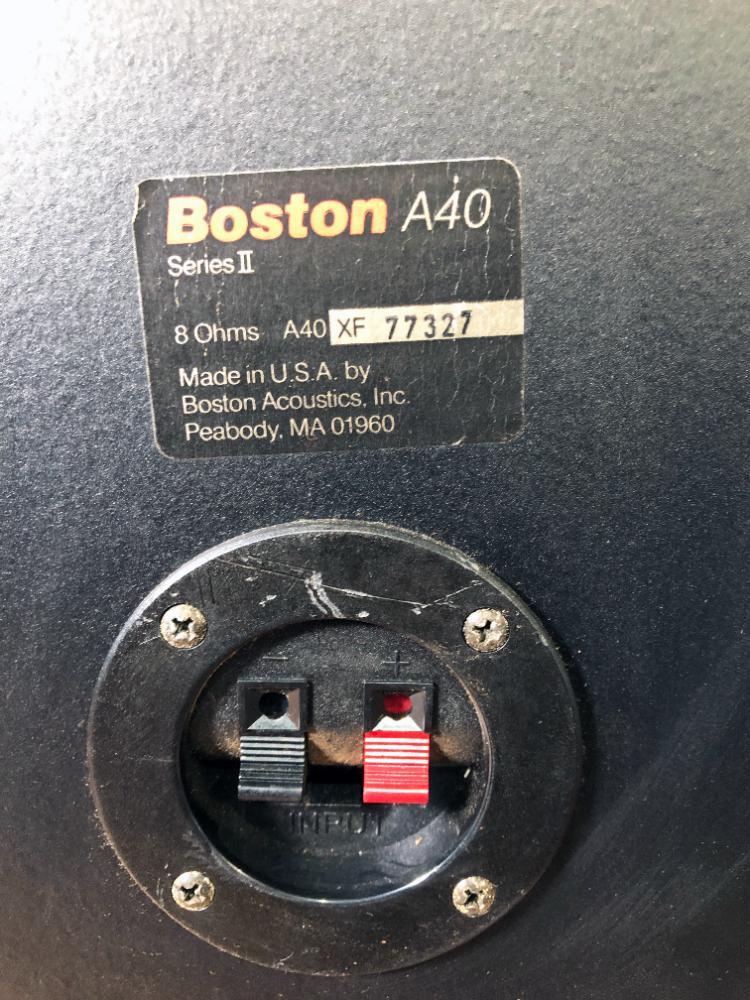 Boston A40
Series II
8 Ohms A40 XF 77327
Made in U.S.A. by
Boston Acoustics, Inc.
Peabody, MA 01960
- +
INPUT